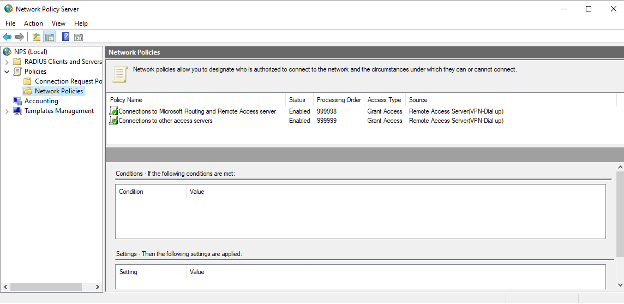 Network Policy Server
File Action View Help
NPS (Local)
RADIUS Clients and Servers
Policies
Connection Request Po
Network Policies
Accounting
Templates Management
Network Policies
Network policies allow you to designate who is authorized to connect to the network and the circumstances under which they can or cannot connect.
Policy Name Status Processing Order Access Type Source
Connections to Microsoft Routing and Remote Access server Enabled 999998 Grant Access Remote Access Server(VPN-Dial up)
Connections to other access servers Enabled 999999 Grant Access Remote Access Server(VPN-Dial up)
Conditions - If the following conditions are met:
Condition Value
Settings - Then the following settings are applied:
Setting Value